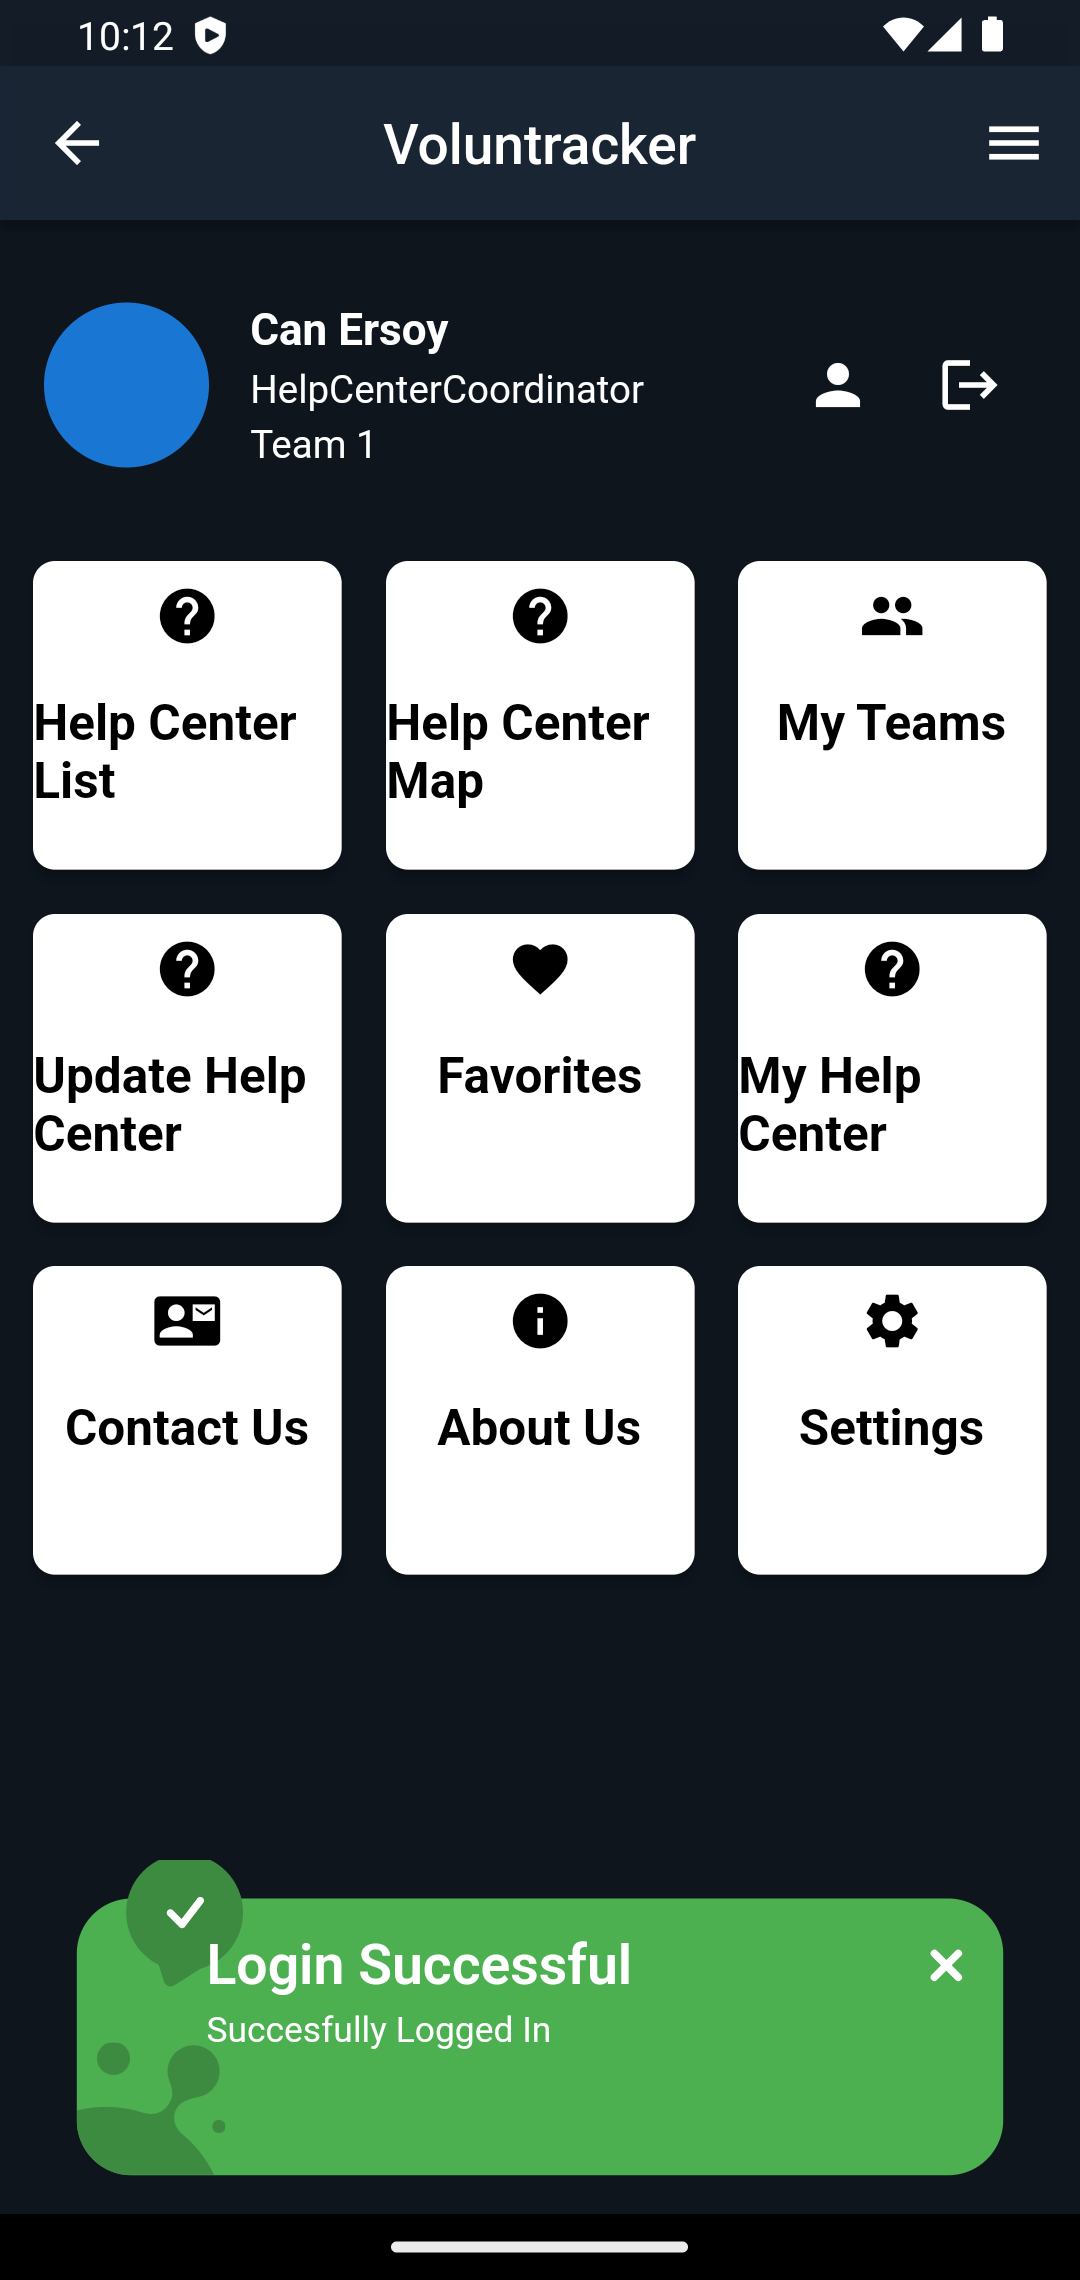 10:12
Voluntracker
Can Ersoy
HelpCenterCoordinator
Team 1
Help Center
List
Help Center
Map
My Teams
Update Help
Center
Favorites
My Help
Center
Contact Us
About Us
Settings
Login Successful
Succesfully Logged In